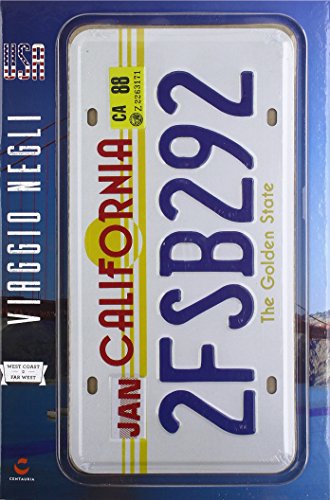 VIAGGIO NEGLI
USA
WEST COAST
E
FAR WEST
CENTAURIA
JAN
CALIFORNIA
CA 88
Z 2263171
2FSB292
The Golden State